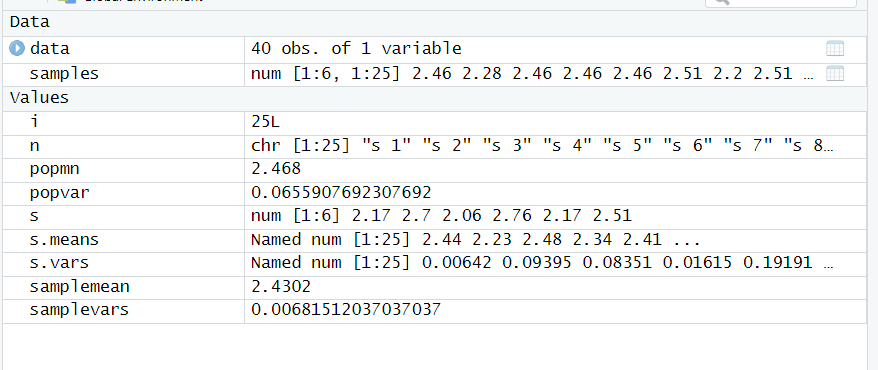 Data
data 40 obs. of 1 variable
samples num [1:6, 1:25] 2.46 2.28 2.46 2.46 2.46 2.51 2.2 2.51 …
Values
i 25L
n chr [1:25] "s 1" "s 2" "s 3" "s 4" "s 5" "s 6" "s 7" "s 8…
popmn 2.468
popvar 0.0655907692307692
s num [1:6] 2.17 2.7 2.06 2.76 2.17 2.51
s.means Named num [1:25] 2.44 2.23 2.48 2.34 2.41 ...
s.vars Named num [1:25] 0.00642 0.09395 0.08351 0.01615 0.19191 …
samplemean 2.4302
samplevars 0.00681512037037037